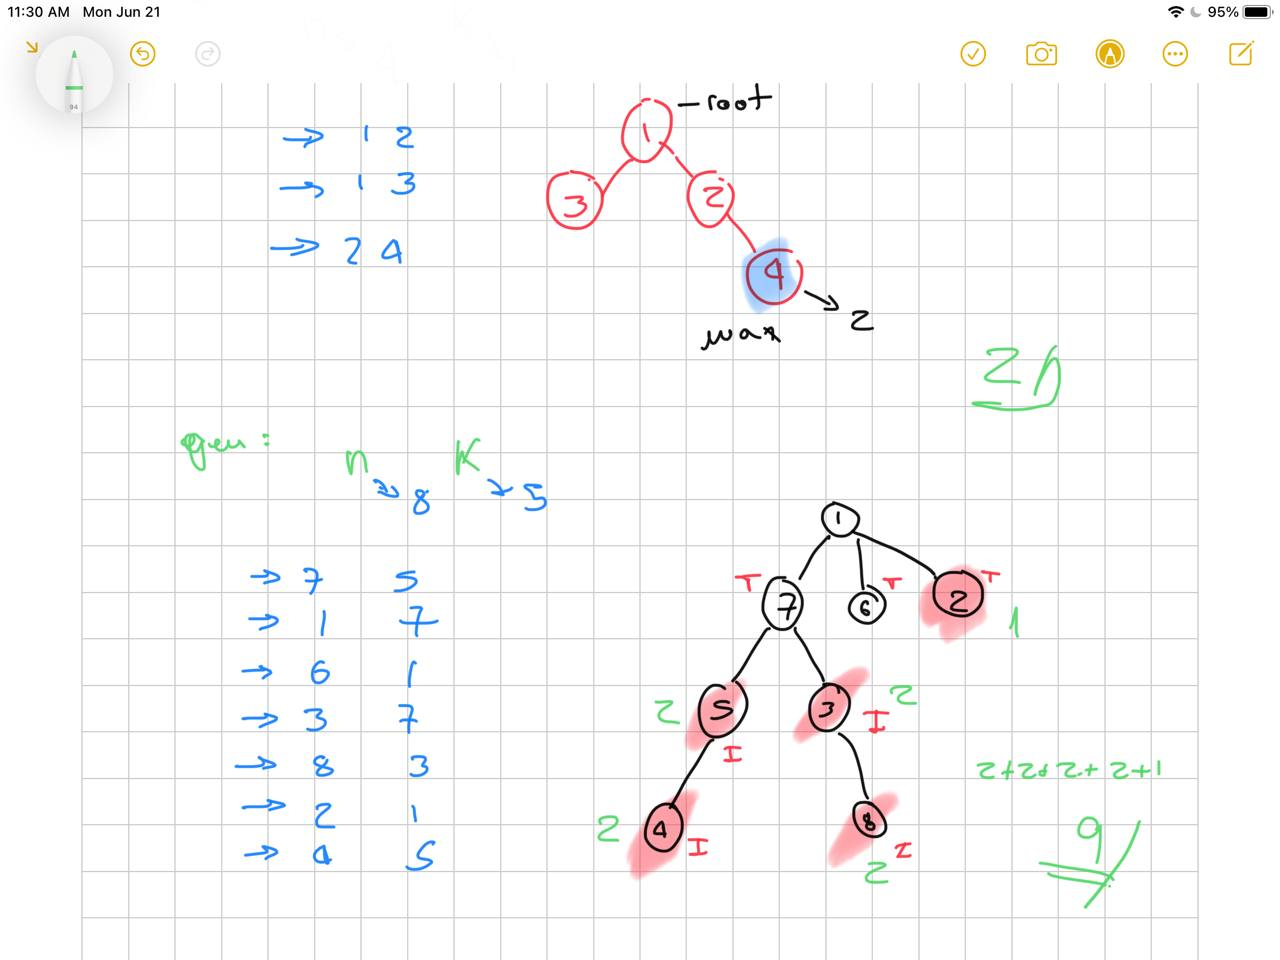 11:30 AM Mon Jun 21
95%
94
→ 1 2
→ 1 3
→ 2 4
1 – root
3 2
4 → 2
max
2
n K
8 5
→ 7 5
→ 1 7
→ 6 1
→ 3 7
→ 8 3
→ 2 1
→ 4 5
1
T 7 6 T 2 T
1
2 5 I 3 I 2
2 4 I 8 I
2
2+2+2+2+1
9